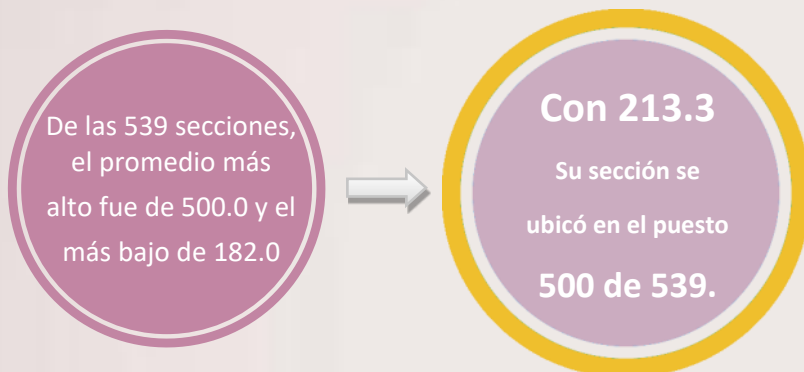 De las 539 secciones,
el promedio más
alto fue de 500.0 y el
más bajo de 182.0
Con 213.3
Su sección se
ubicó en el puesto
500 de 539.